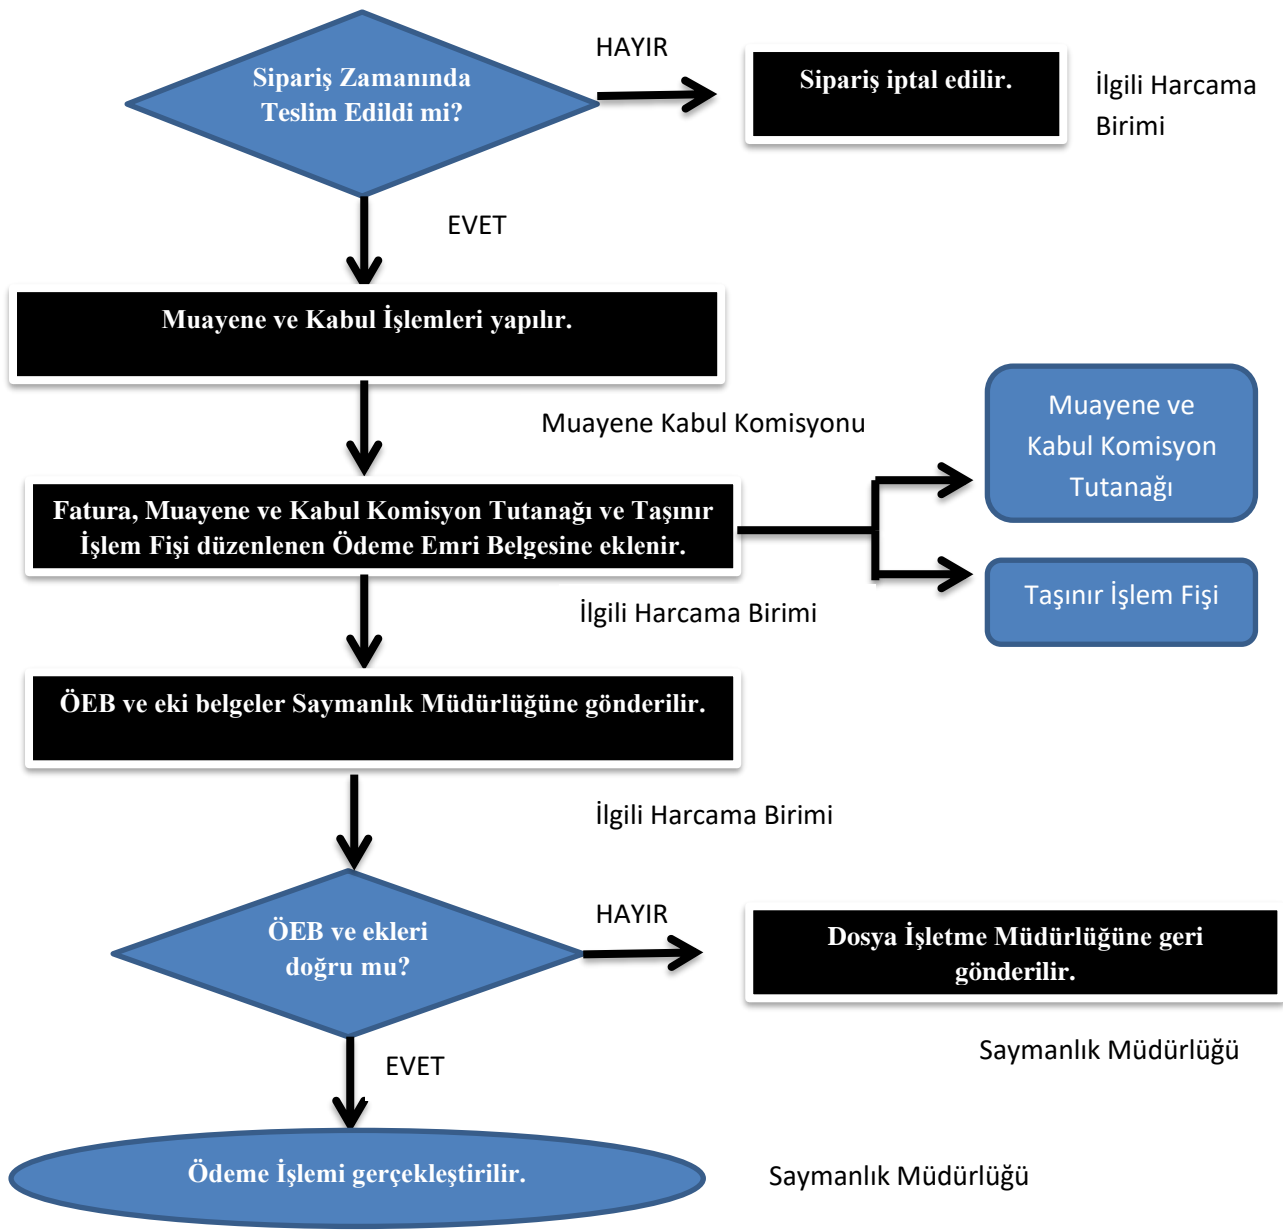 HAYIR
Sipariş Zamanında
Teslim Edildi mi?
Sipariş iptal edilir.
İlgili Harcama
Birimi
EVET
Muayene ve Kabul İşlemleri yapılır.
Muayene Kabul Komisyonu
Muayene ve
Kabul Komisyon
Tutanağı
Fatura, Muayene ve Kabul Komisyon Tutanağı ve Taşınır
İşlem Fişi düzenlenen Ödeme Emri Belgesine eklenir.
Taşınır İşlem Fişi
İlgili Harcama Birimi
ÖEB ve eki belgeler Saymanlık Müdürlüğüne gönderilir.
İlgili Harcama Birimi
HAYIR
ÖEB ve ekleri
doğru mu?
Dosya İşletme Müdürlüğüne geri
gönderilir.
Saymanlık Müdürlüğü
EVET
Ödeme İşlemi gerçekleştirilir.
Saymanlık Müdürlüğü